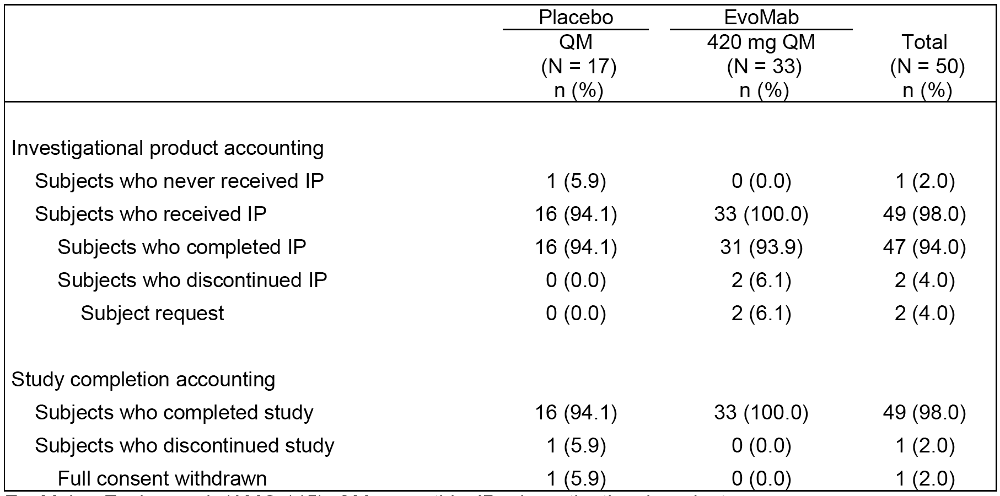 Placebo EvoMab
QM 420 mg QM Total
(N = 17) (N = 33) (N = 50)
n (%) n (%) n (%)
Investigational product accounting
Subjects who never received IP 1 (5.9) 0 (0.0) 1 (2.0)
Subjects who received IP 16 (94.1) 33 (100.0) 49 (98.0)
Subjects who completed IP 16 (94.1) 31 (93.9) 47 (94.0)
Subjects who discontinued IP 0 (0.0) 2 (6.1) 2 (4.0)
Subject request 0 (0.0) 2 (6.1) 2 (4.0)
Study completion accounting
Subjects who completed study 16 (94.1) 33 (100.0) 49 (98.0)
Subjects who discontinued study 1 (5.9) 0 (0.0) 1 (2.0)
Full consent withdrawn 1 (5.9) 0 (0.0) 1 (2.0)